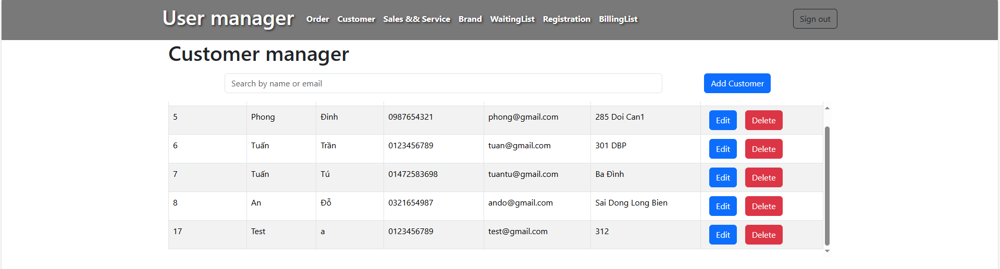 User manager Order Customer Sales && Service Brand WaitingList Registration BillingList Sign out
Customer manager
Search by name or email Add Customer
5 Phong Đinh 0987654321 phong@gmail.com 285 Doi Can1 Edit Delete
6 Tuấn Trần 0123456789 tuan@gmail.com 301 DBP Edit Delete
7 Tuấn Tú 01472583698 tuantu@gmail.com Ba Đình Edit Delete
8 An Đỗ 0321654987 ando@gmail.com Sai Dong Long Bien Edit Delete
17 Test a 0123456789 test@gmail.com 312 Edit Delete